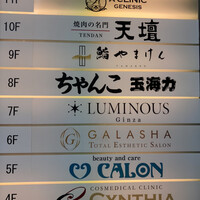 CLINIC
GENESIS
10F 焼肉の名門 天壇
TENDAN
9F 鮨 やまけん
8F ちゃんこ 玉海力
7F LUMINOUS
Ginza
6F GALASHA
TOTAL ESTHETIC SALON
beauty and care
5F CALON
COSMEDICAL CLINIC
4F CYNTHIA